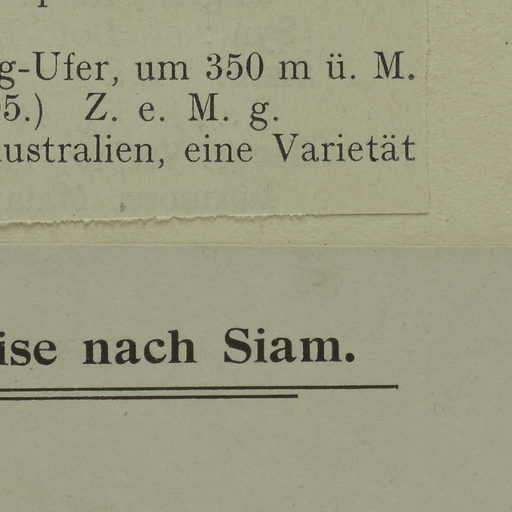 g-Ufer, um 350 m ü. M.
5.) Z. e. M. g.
ustralien, eine Varietät
ise nach Siam.